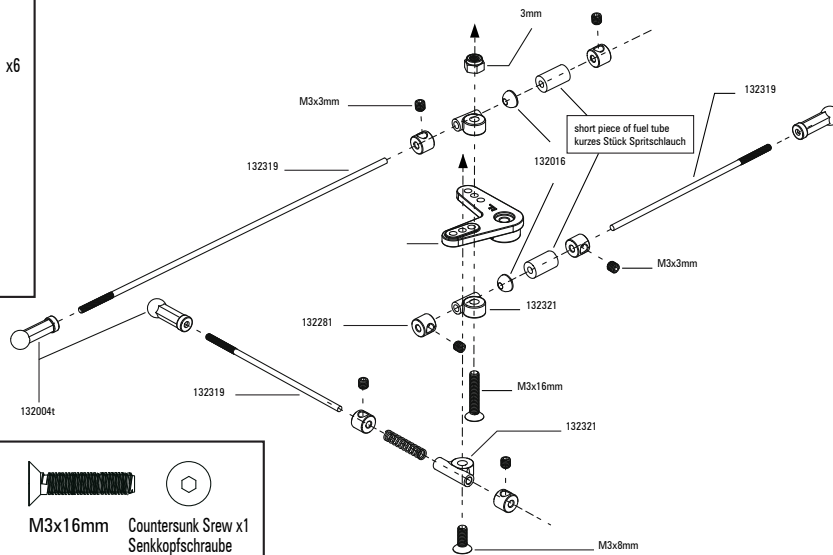 3mm
x6
M3x3mm
132319
short piece of fuel tube
kurzes Stück Spritschlauch
132319
132016
M3x3mm
132281
132321
M3x16mm
132004t
132319
132321
M3x16mm
Countersunk Srew x1
Senkkopfschraube
M3x8mm